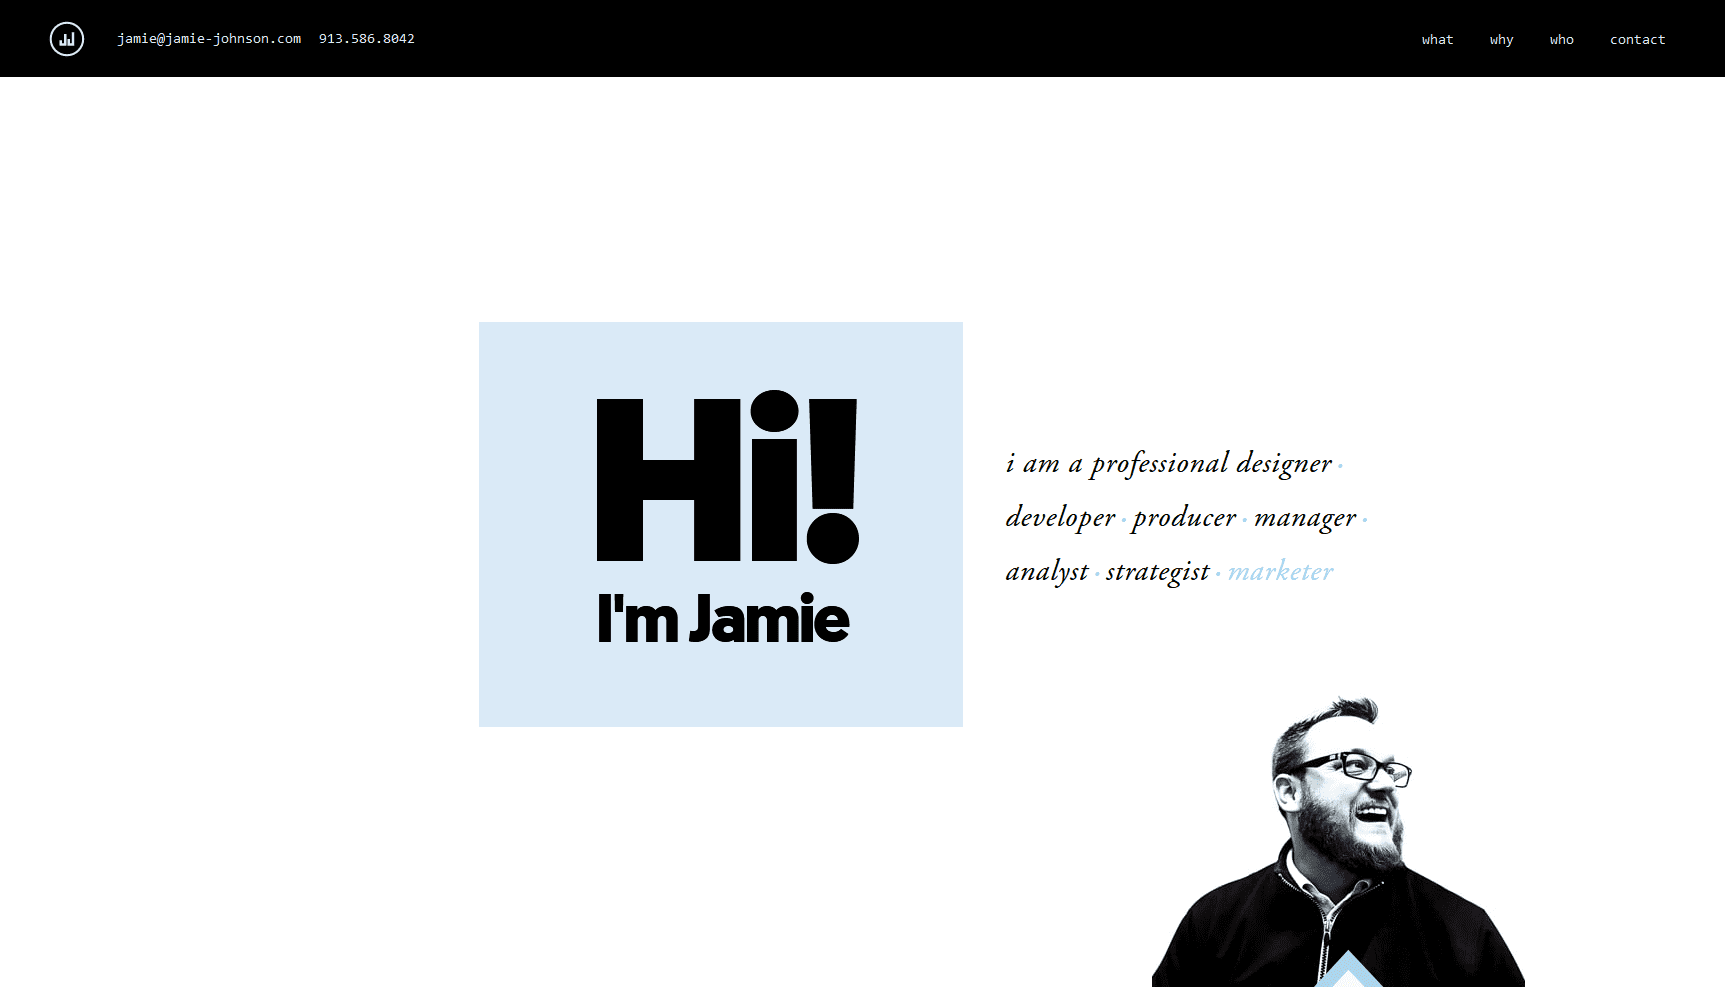 JJ
jamie@jamie-johnson.com 913.586.8042
what why who contact
Hi!
I'm Jamie
i am a professional designer ·
developer · producer · manager ·
analyst · strategist · marketer